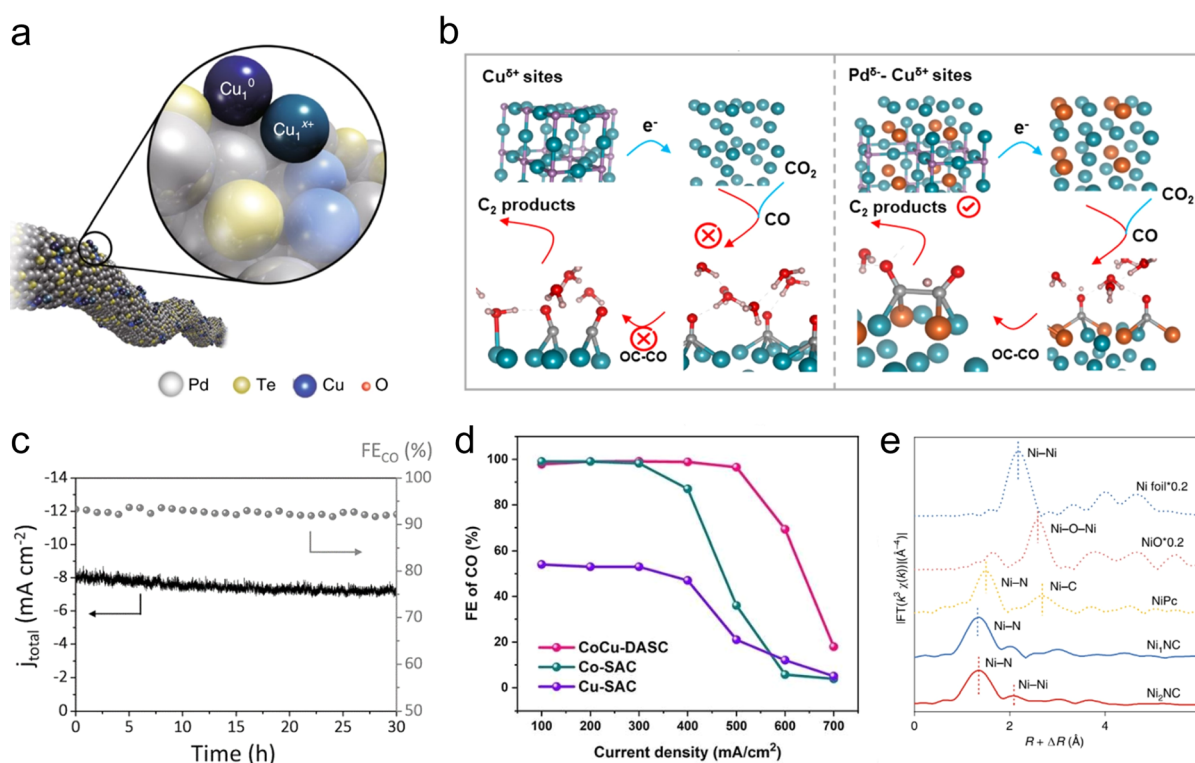 a
Cu₁⁰
Cu₁ˣ⁺
Pd
Te
Cu
O
b
Cuᵟ⁺ sites
e⁻
CO₂
CO
C₂ products
OC-CO
Pdᵟ⁻- Cuᵟ⁺ sites
e⁻
CO₂
CO
C₂ products
OC-CO
c
FE_CO (%)
-14
-12
-10
-8
-6
-4
-2
0
100
90
80
70
60
50
0
5
10
15
20
25
30
j_total (mA cm⁻²)
Time (h)
d
FE of CO (%)
100
80
60
40
20
0
CoCu-DASC
Co-SAC
Cu-SAC
100
200
300
400
500
600
700
Current density (mA/cm²)
e
|FT(k³ χ(k))|(Å⁻⁴)
Ni–Ni
Ni foil*0.2
Ni–O–Ni
NiO*0.2
Ni–N
Ni–C
NiPc
Ni–N
Ni₁NC
Ni–N
Ni–Ni
Ni₂NC
0
2
4
R + ΔR (Å)